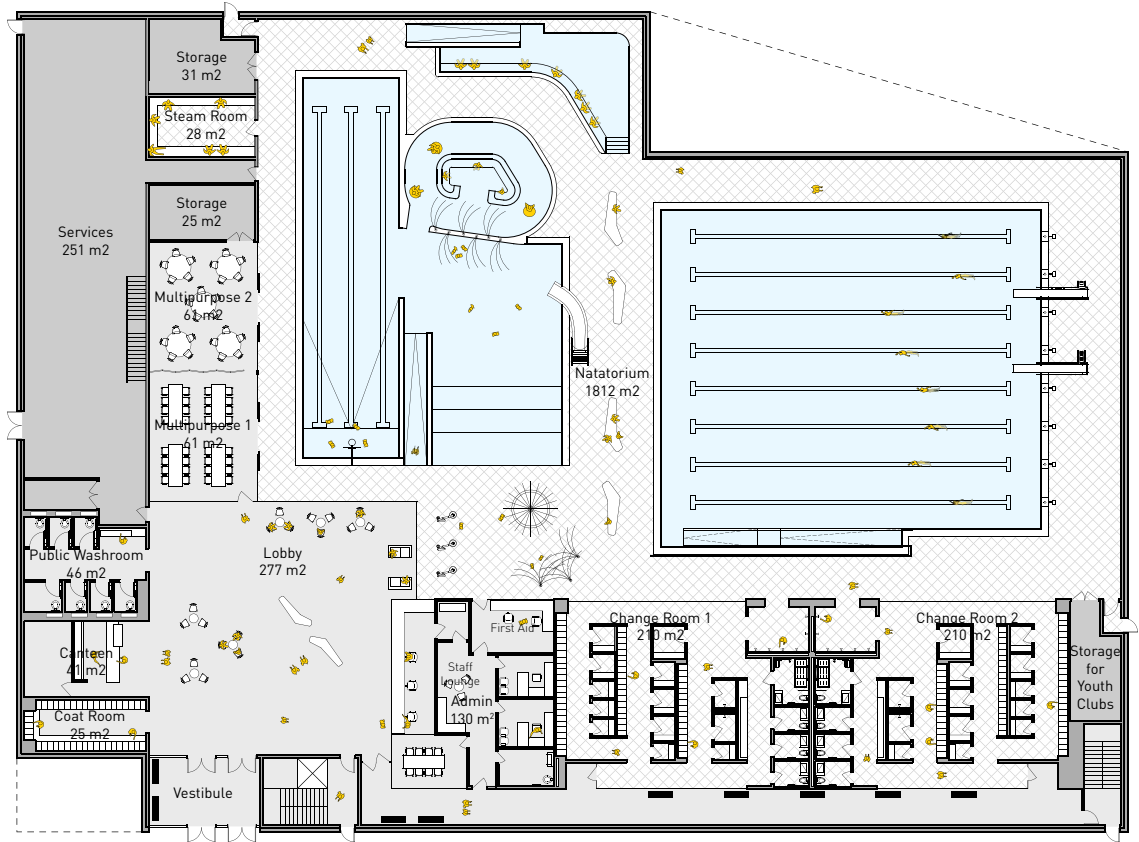 Storage
31 m2
Steam Room
28 m2
Storage
25 m2
Services
251 m2
Multipurpose 2
61 m2
Natatorium
1812 m2
Multipurpose 1
61 m2
Public Washroom
46 m2
Lobby
277 m2
First Aid
Change Room 1
210 m2
Change Room 2
210 m2
Canteen
41 m2
Staff
Lounge
Admin
130 m²
Storage
for
Youth
Clubs
Coat Room
25 m2
Vestibule